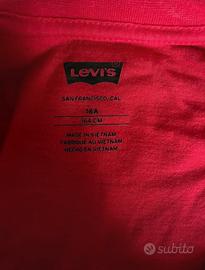 Levi's
SAN FRANCISCO, CAL
16A
164 CM
MADE IN VIETNAM
FABRIQUÉ AU VIETNAM
HECHO EN VIETNAM
subito